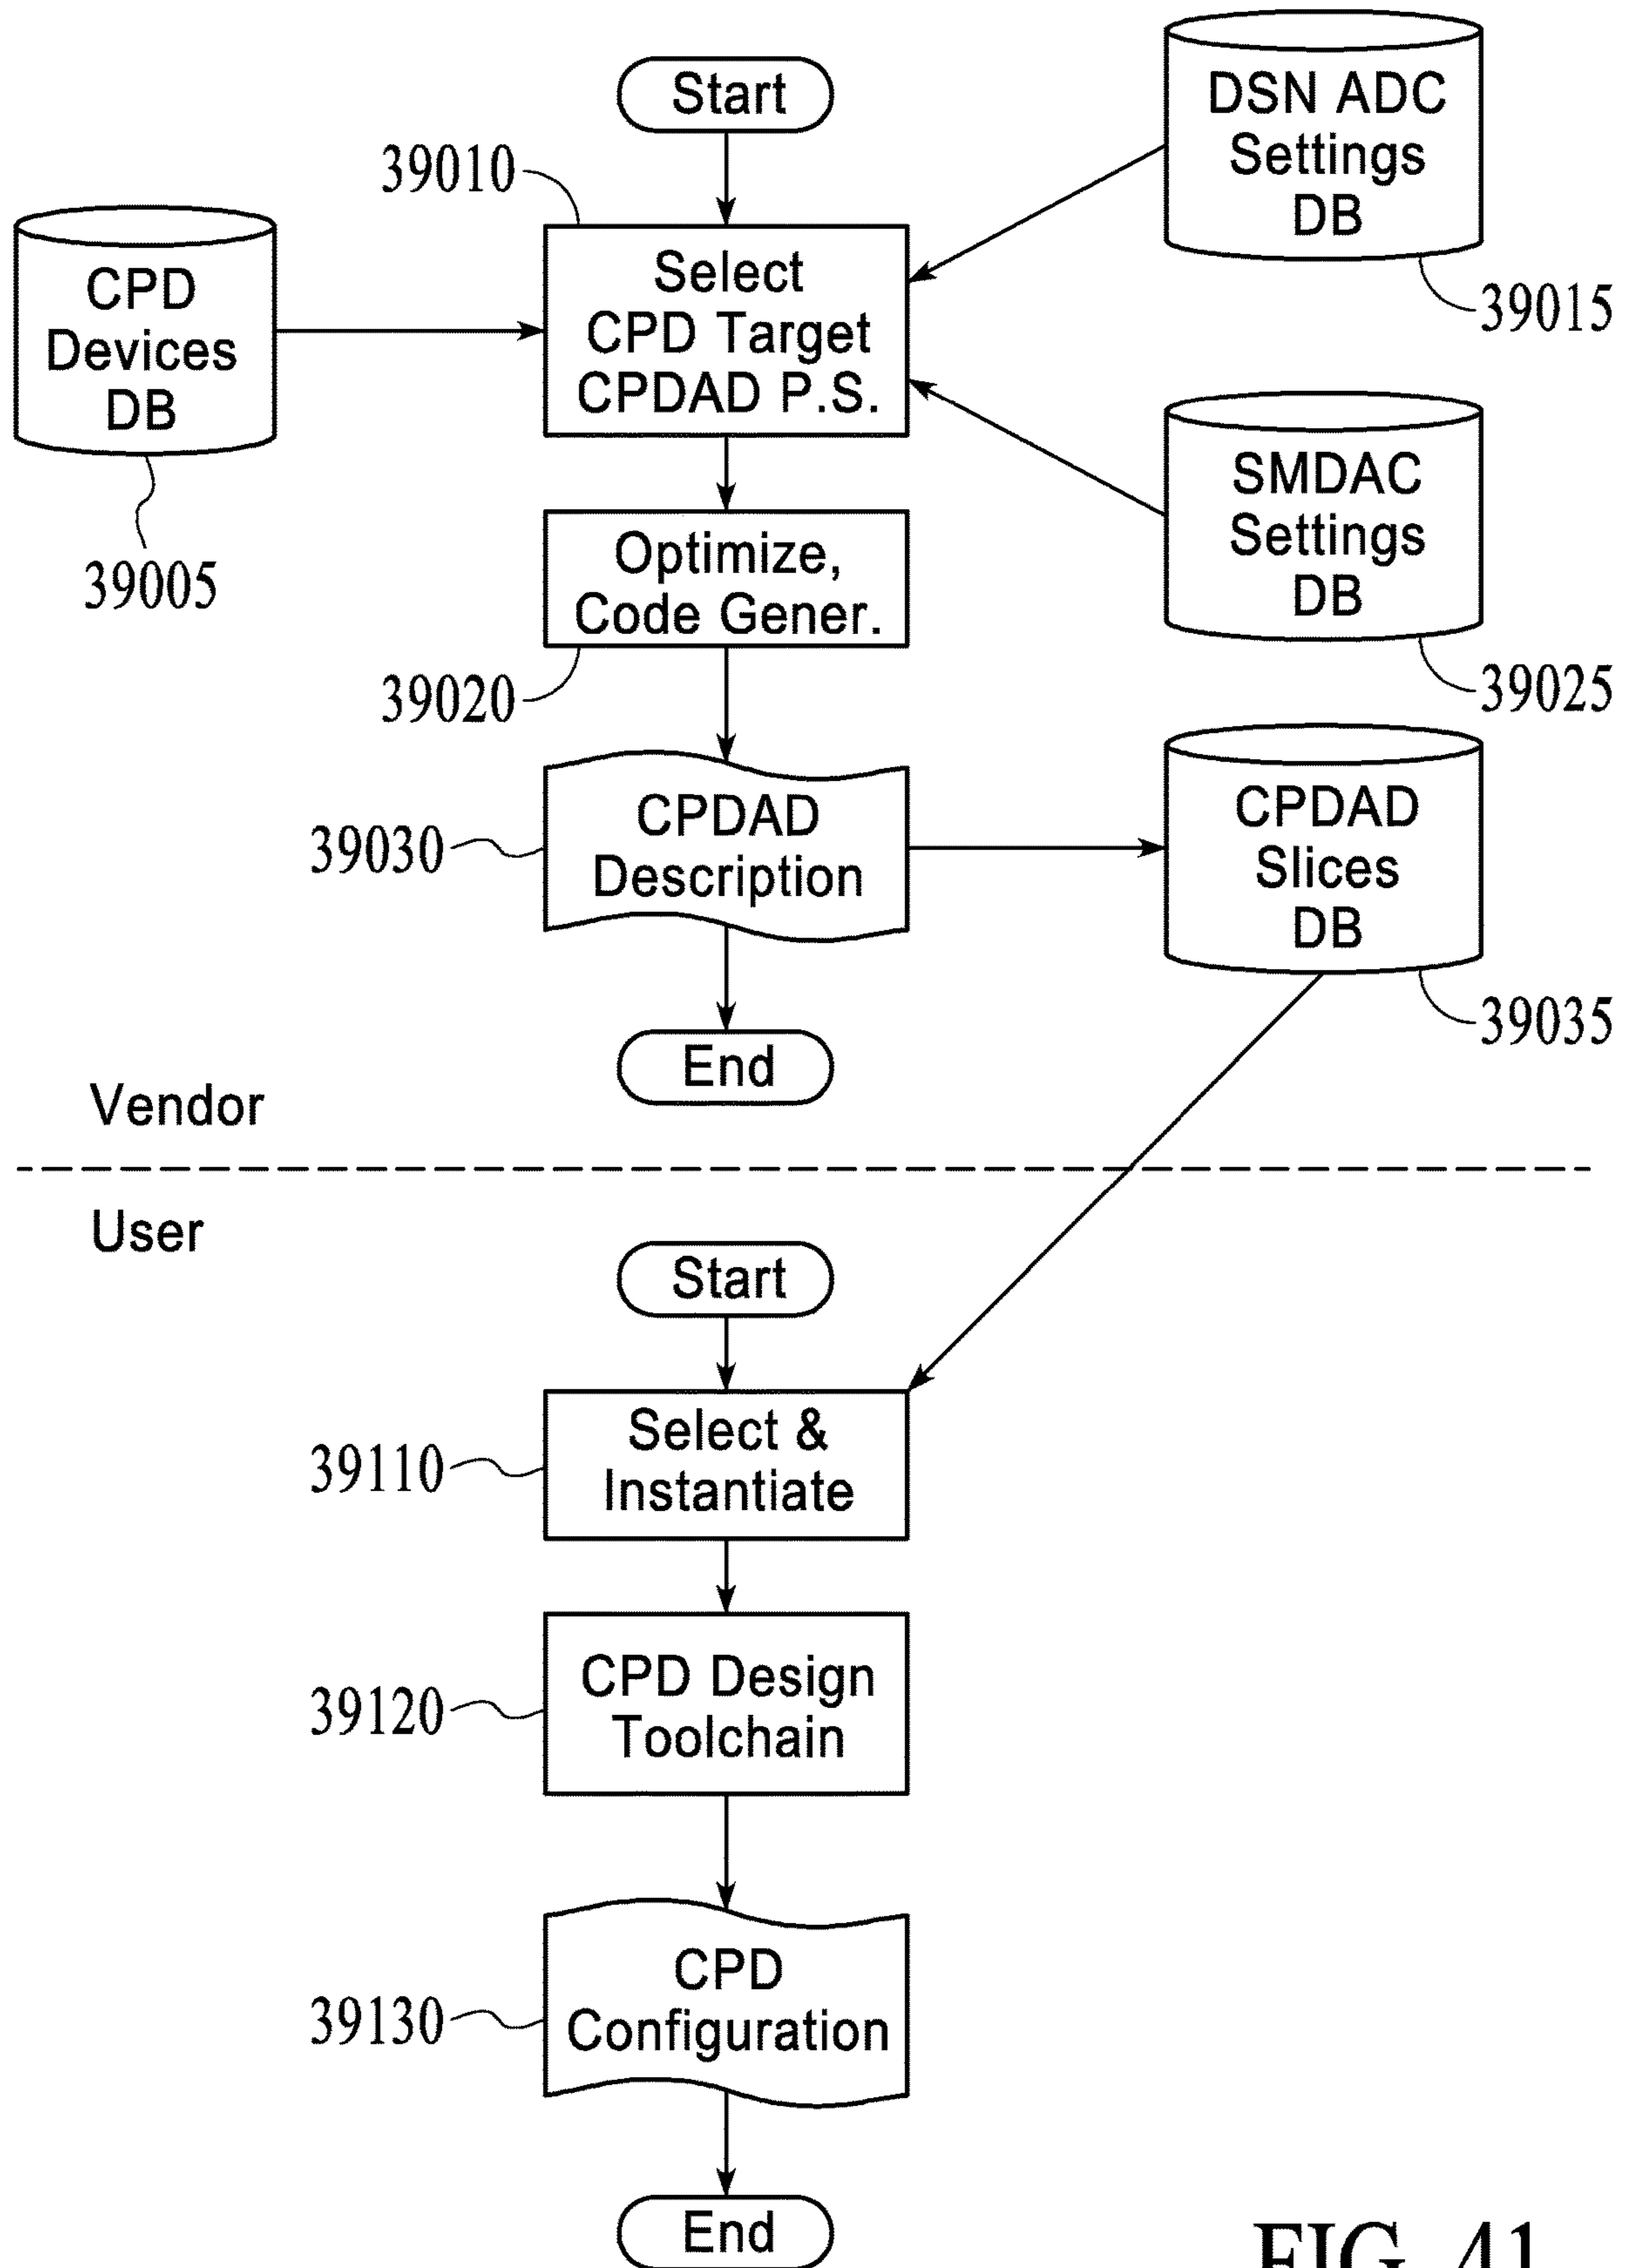 Start
DSN ADC
Settings
DB
39010
39015
CPD
Devices
DB
39005
Select
CPD Target
CPDAD P.S.
SMDAC
Settings
DB
39025
Optimize,
Code Gener.
39020
CPDAD
Description
39030
CPDAD
Slices
DB
39035
End
Vendor
User
Start
Select &
Instantiate
39110
CPD Design
Toolchain
39120
CPD
Configuration
39130
End
FIG. 41